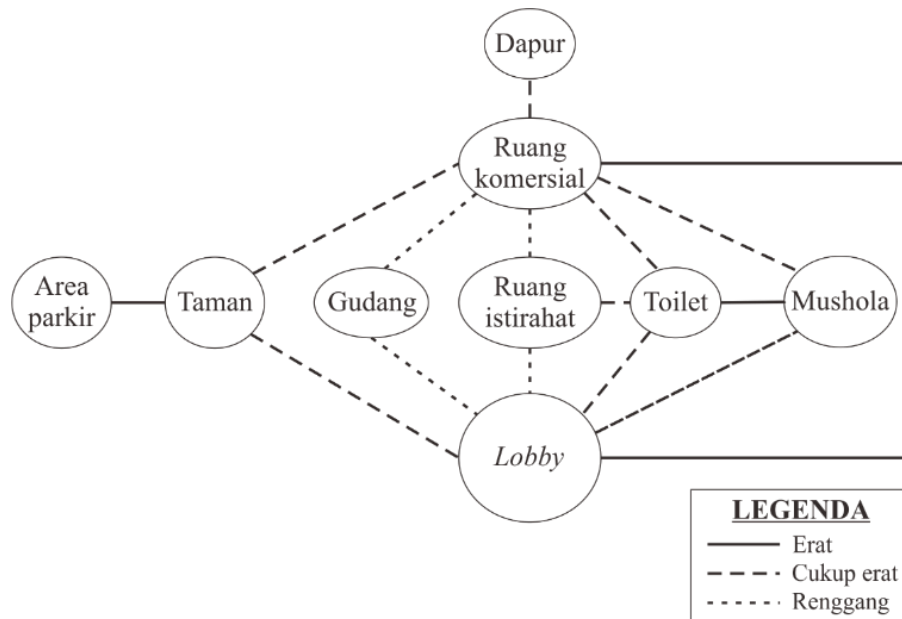 Dapur
Ruang
komersial
Area
parkir
Taman
Gudang
Ruang
istirahat
Toilet
Mushola
Lobby
LEGENDA
Erat
Cukup erat
Renggang